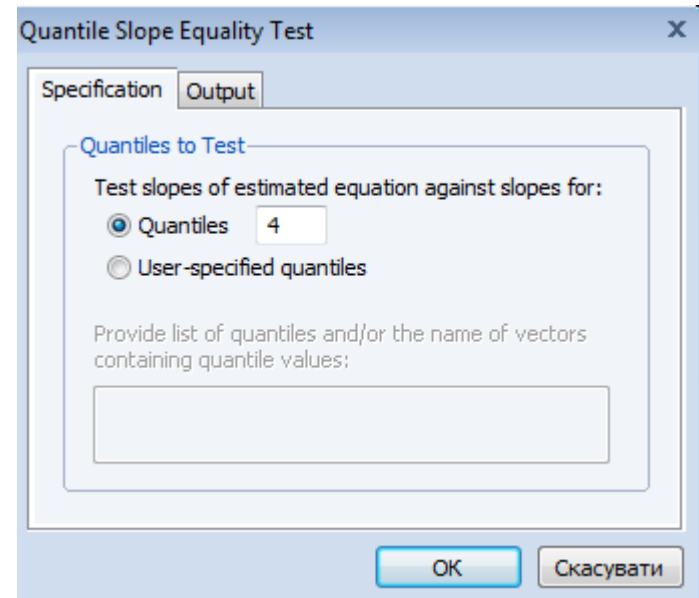 Quantile Slope Equality Test
Specification
Output
Quantiles to Test
Test slopes of estimated equation against slopes for:
Quantiles 4
User-specified quantiles
Provide list of quantiles and/or the name of vectors
containing quantile values:
OK
Скасувати